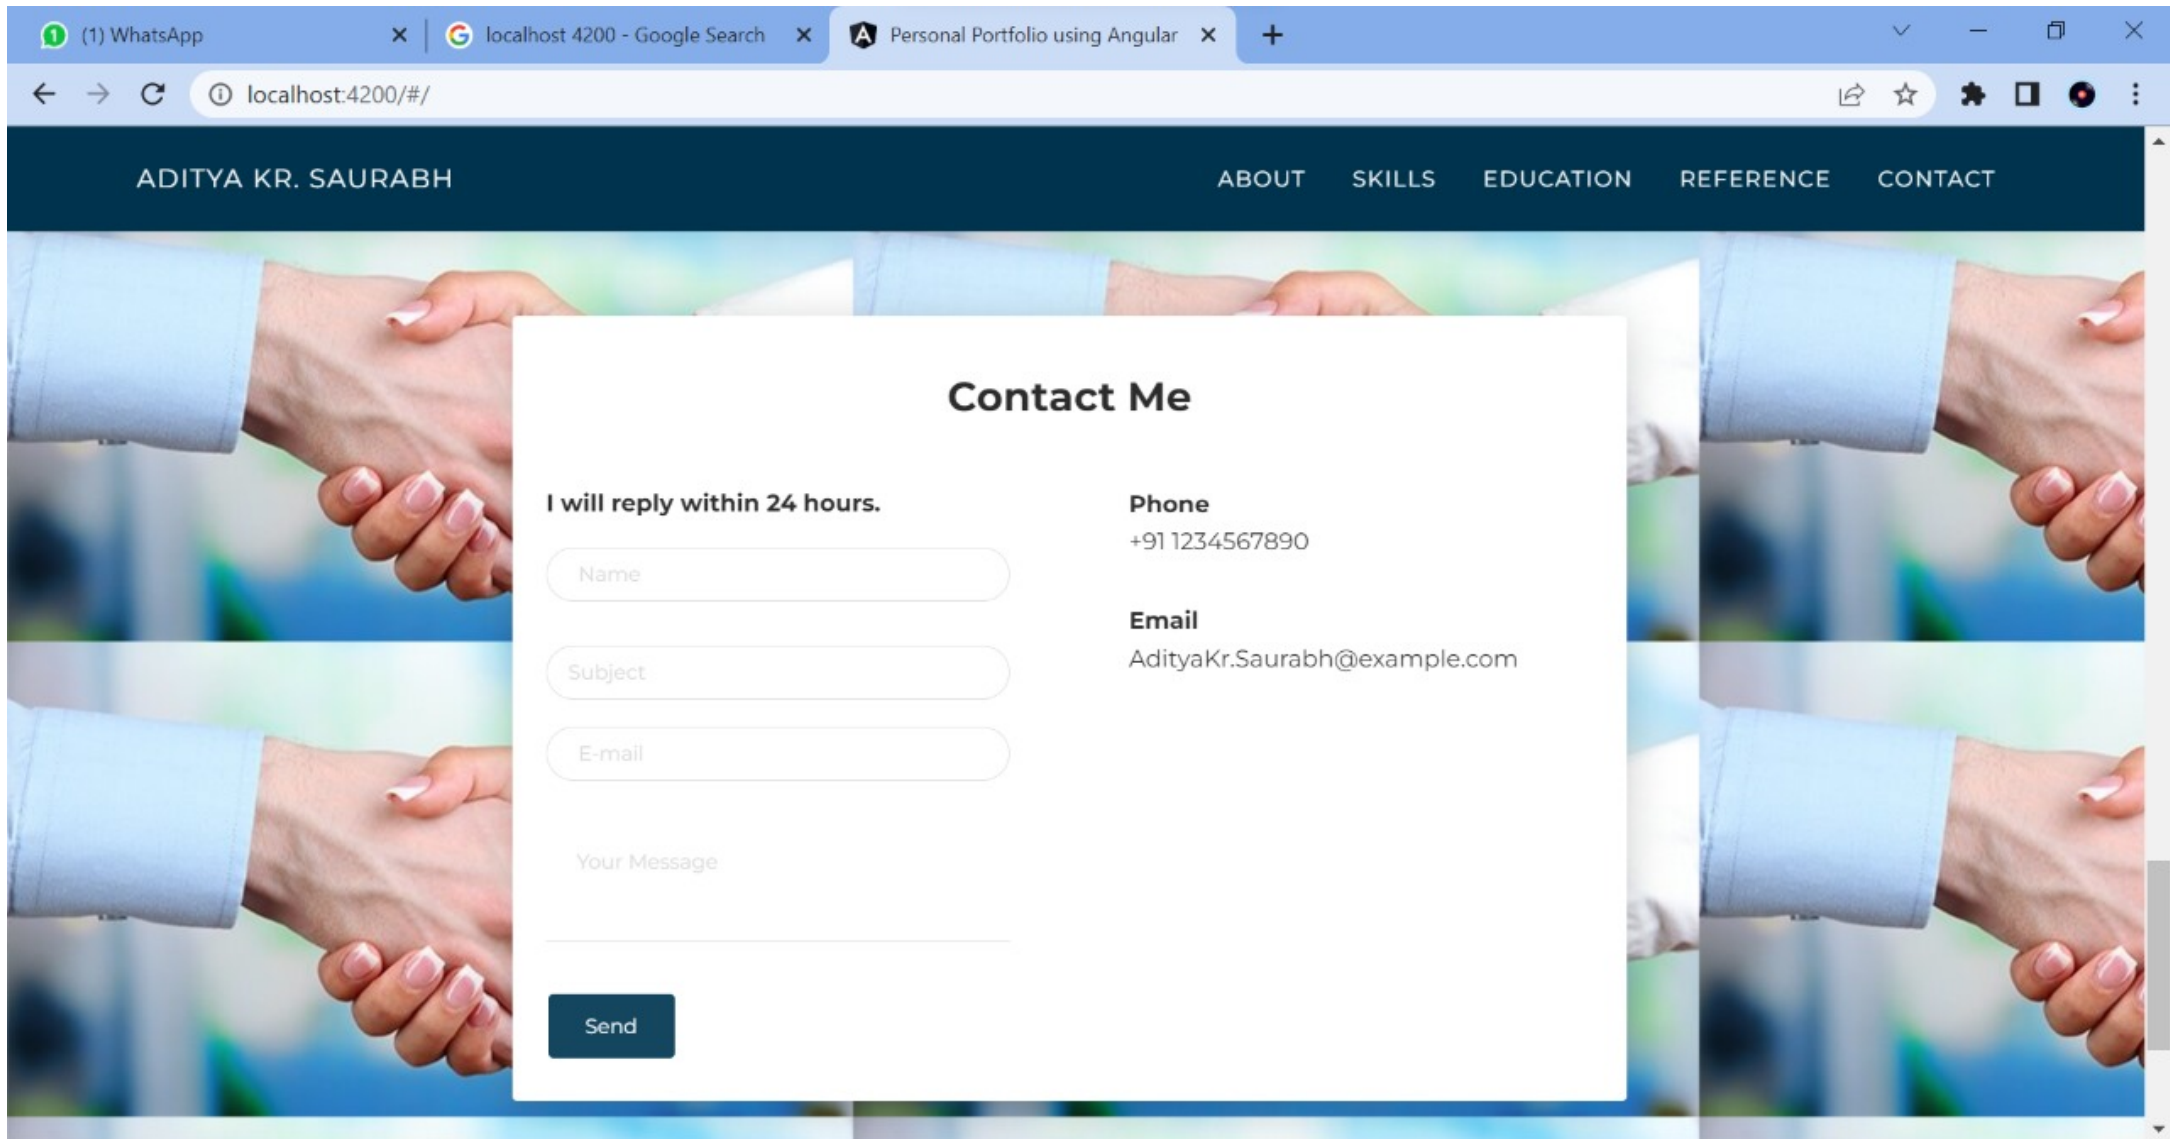 1 (1) WhatsApp
localhost 4200 - Google Search
Personal Portfolio using Angular
localhost:4200/#/
ADITYA KR. SAURABH
ABOUT SKILLS EDUCATION REFERENCE CONTACT
Contact Me
I will reply within 24 hours.
Name
Subject
E-mail
Your Message
Send
Phone
+91 1234567890
Email
AdityaKr.Saurabh@example.com